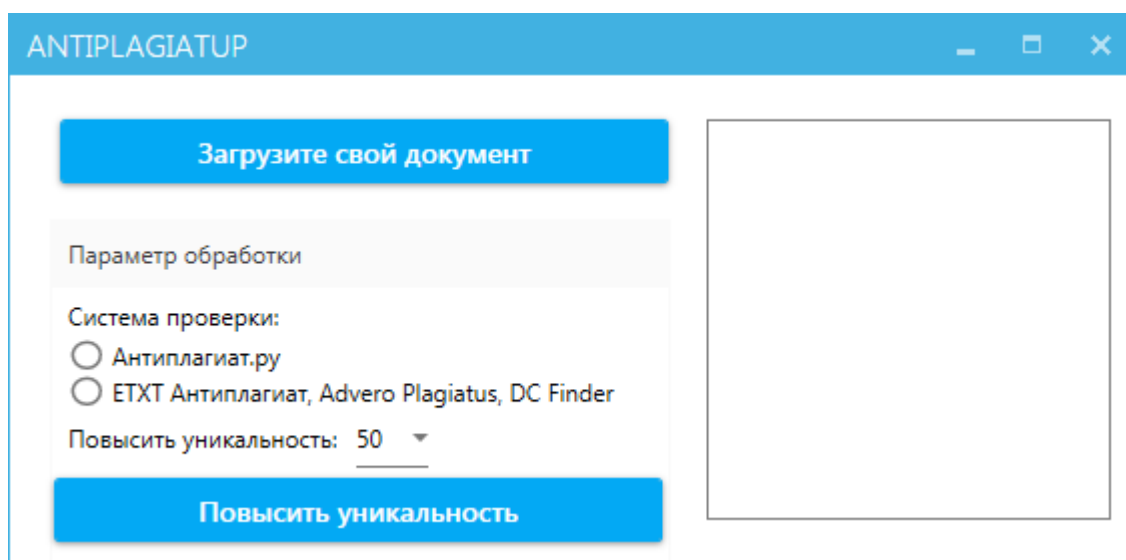 ANTIPLAGIATUP
Загрузите свой документ
Параметр обработки
Система проверки:
Антиплагиат.ру
ETXT Антиплагиат, Advero Plagiatus, DC Finder
Повысить уникальность: 50
Повысить уникальность